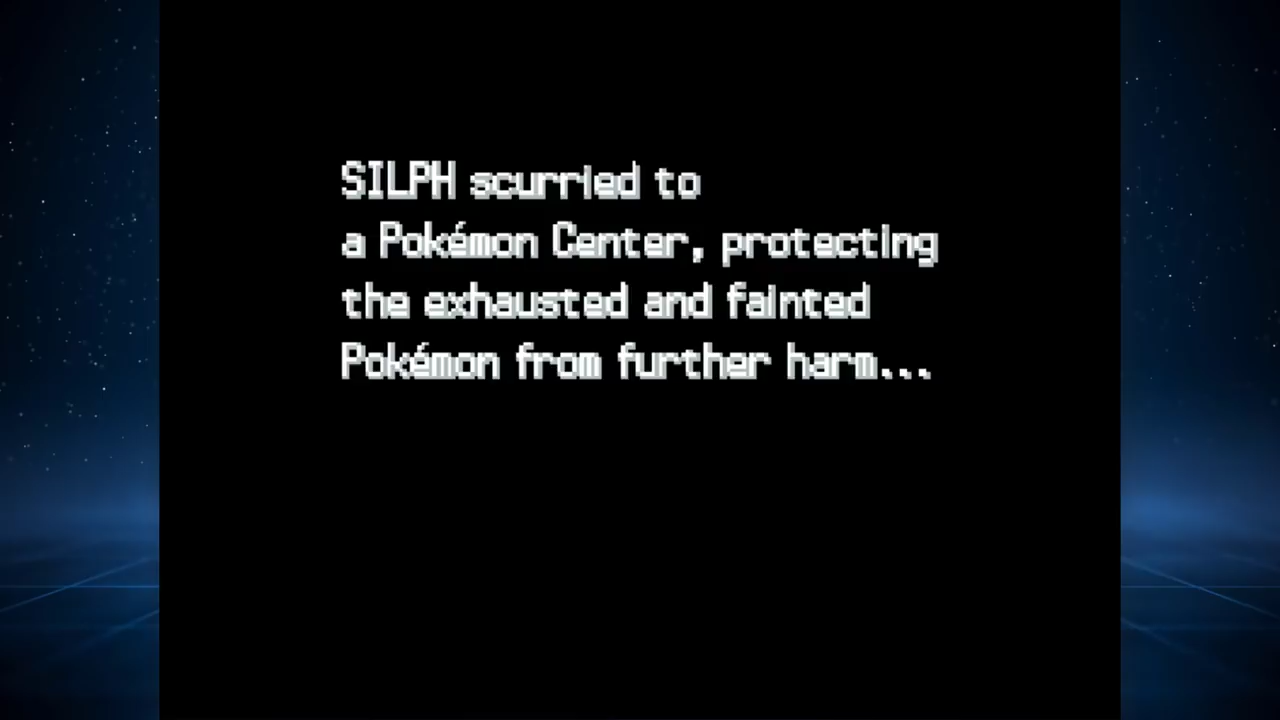 SILPH scurried to
a Pokémon Center, protecting
the exhausted and fainted
Pokémon from further harm...